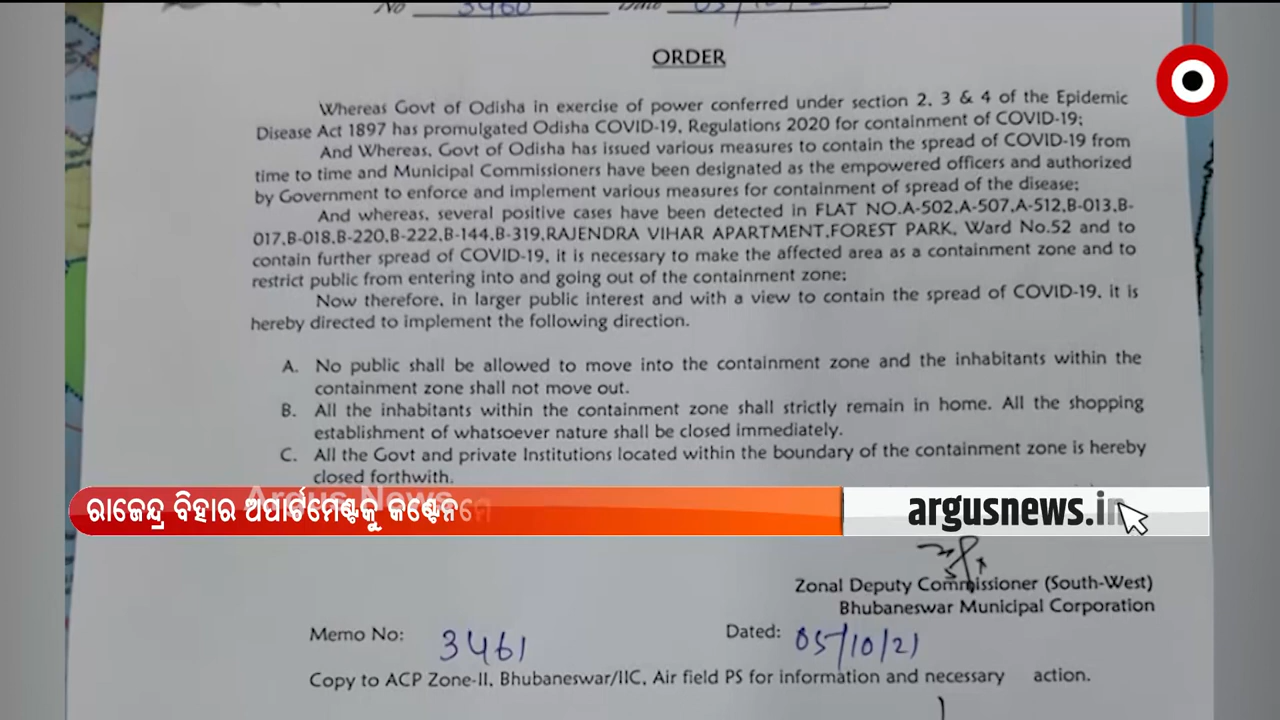 No 3460 Date 05/10/
ORDER
Whereas Govt of Odisha in exercise of power conferred under section 2, 3 & 4 of the Epidemic
Disease Act 1897 has promulgated Odisha COVID-19, Regulations 2020 for containment of COVID-19;
And Whereas, Govt of Odisha has issued various measures to contain the spread of COVID-19 from
time to time and Municipal Commissioners have been designated as the empowered officers and authorized
by Government to enforce and implement various measures for containment of spread of the disease;
And whereas, several positive cases have been detected in FLAT NO.A-502,A-507,A-512,B-013,B-
017,B-018,B-220,B-222,B-144,B-319,RAJENDRA VIHAR APARTMENT,FOREST PARK, Ward No.52 and to
contain further spread of COVID-19, it is necessary to make the affected area as a containment zone and to
restrict public from entering into and going out of the containment zone;
Now therefore, in larger public interest and with a view to contain the spread of COVID-19, it is
hereby directed to implement the following direction.
A. No public shall be allowed to move into the containment zone and the inhabitants within the
containment zone shall not move out.
B. All the inhabitants within the containment zone shall strictly remain in home. All the shopping
establishment of whatsoever nature shall be closed immediately.
C. All the Govt and private Institutions located within the boundary of the containment zone is hereby
closed forthwith.
Argus News
ରାଜେନ୍ଦ୍ର ବିହାର ଅପାର୍ଟମେଣ୍ଟକୁ କଣ୍ଟେନମେ
argusnews.in
Zonal Deputy Commissioner (South-West)
Bhubaneswar Municipal Corporation
Memo No: 3461 Dated: 05/10/21
Copy to ACP Zone-II, Bhubaneswar/IIC, Air field PS for information and necessary action.